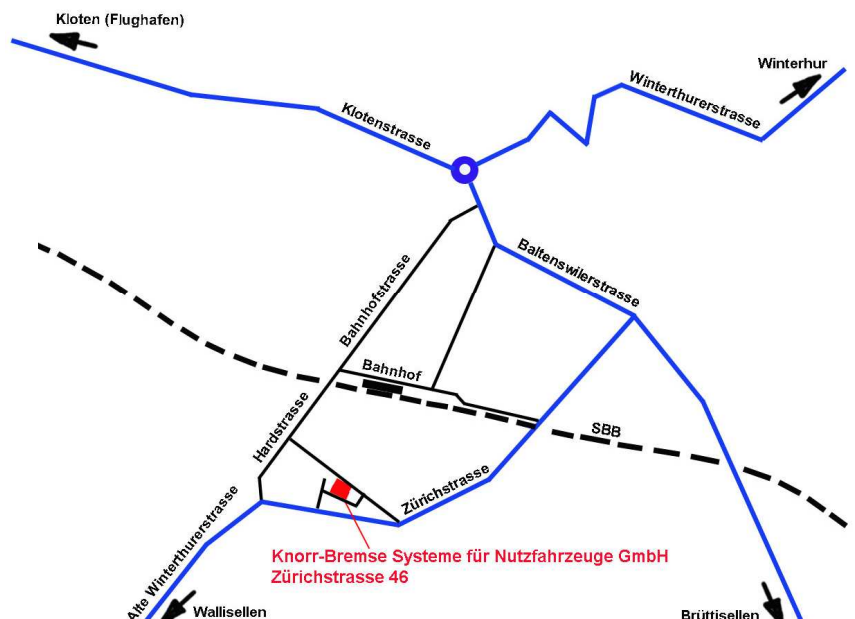 Kloten (Flughafen)
Winterhur
Winterthurerstrasse
Klotenstrasse
Baltenswilerstrasse
Bahnhofstrasse
Bahnhof
Hardstrasse
SBB
Zürichstrasse
Alte Winterthurerstrasse
Knorr-Bremse Systeme für Nutzfahrzeuge GmbH
Zürichstrasse 46
Wallisellen
Brüttisellen